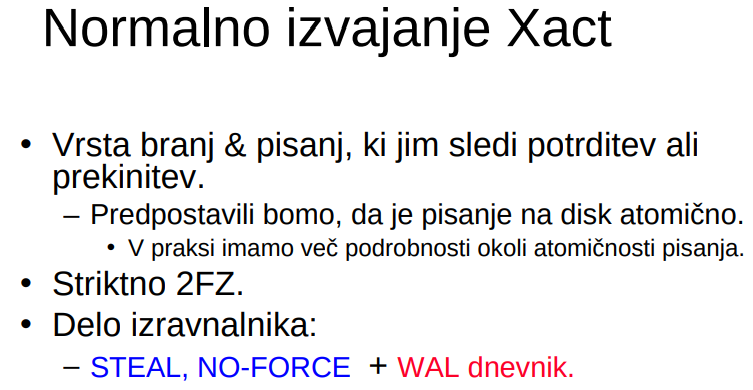 Normalno izvajanje Xact
• Vrsta branj & pisanj, ki jim sledi potrditev ali
prekinitev.
– Predpostavili bomo, da je pisanje na disk atomično.
• V praksi imamo več podrobnosti okoli atomičnosti pisanja.
• Striktno 2FZ.
• Delo izravnalnika:
– STEAL, NO-FORCE + WAL dnevnik.